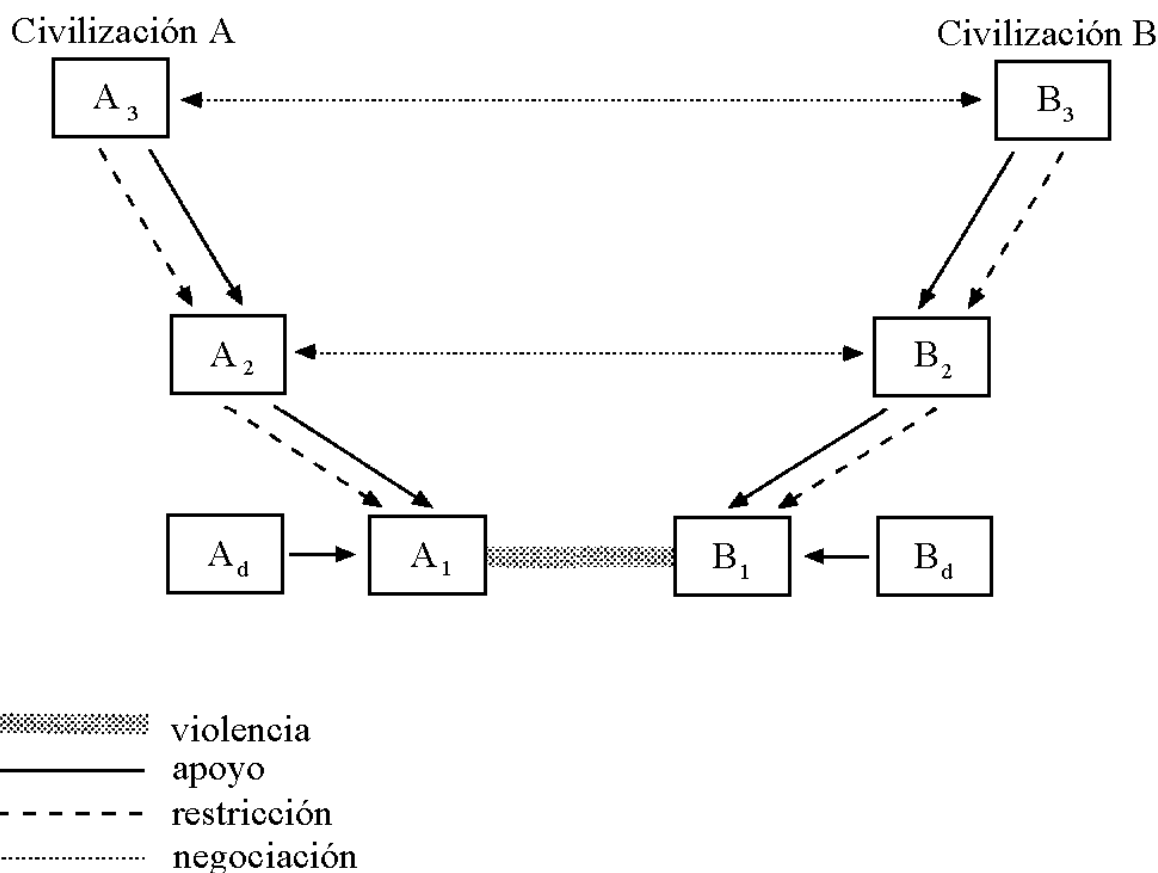 Civilización A
Civilización B
A3
B3
A2
B2
Ad
A1
B1
Bd
violencia
apoyo
restricción
negociación